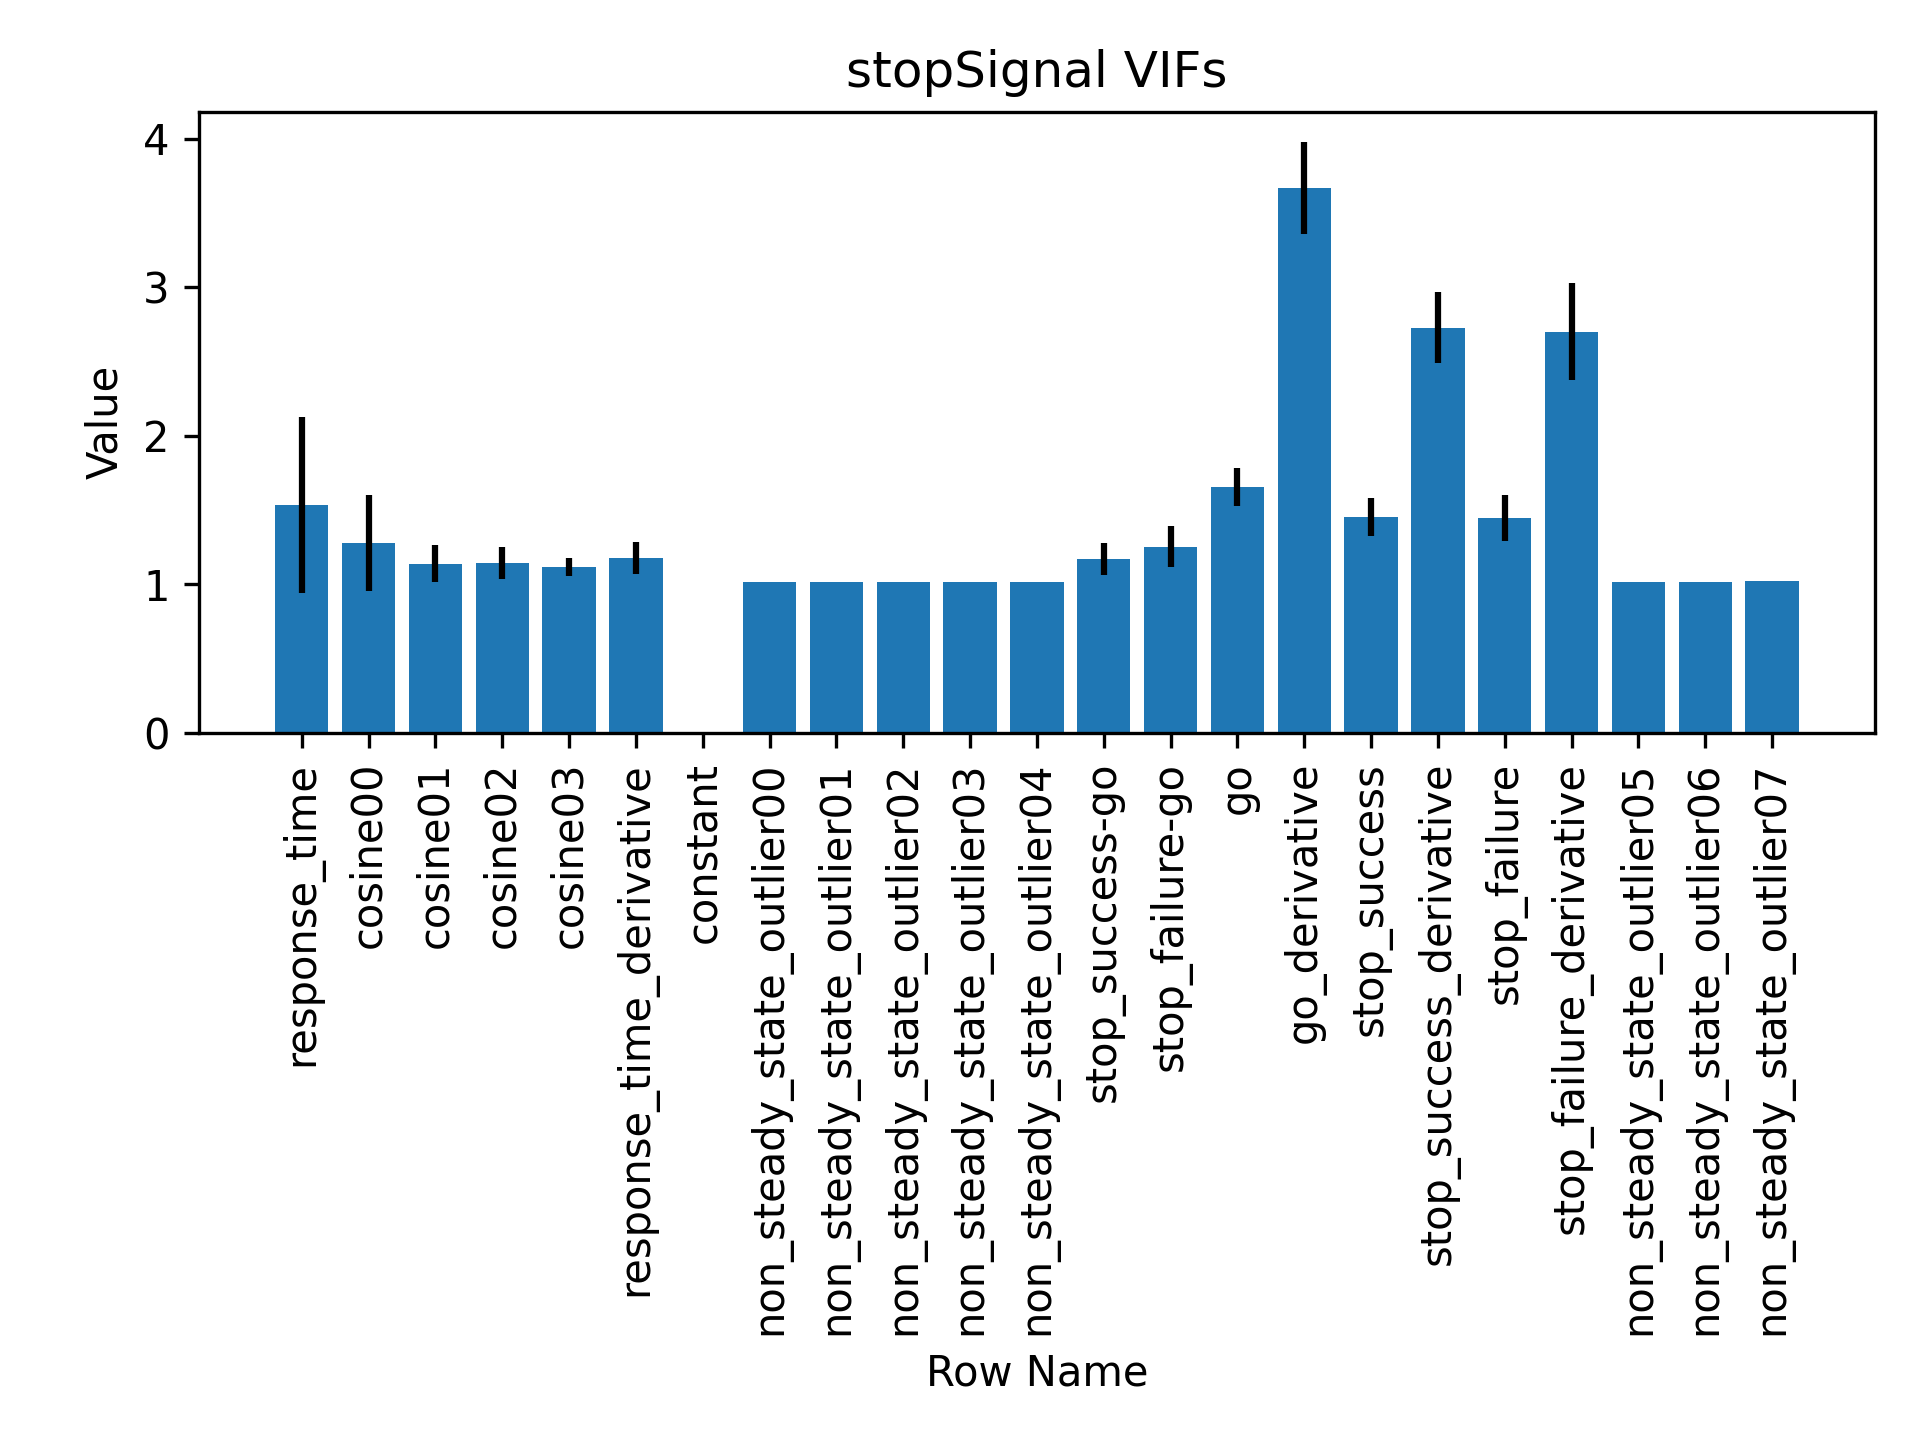 stopSignal VIFs
Value
4
3
2
1
0
response_time
cosine00
cosine01
cosine02
cosine03
response_time_derivative
constant
non_steady_state_outlier00
non_steady_state_outlier01
non_steady_state_outlier02
non_steady_state_outlier03
non_steady_state_outlier04
stop_success-go
stop_failure-go
go
go_derivative
stop_success
stop_success_derivative
stop_failure
stop_failure_derivative
non_steady_state_outlier05
non_steady_state_outlier06
non_steady_state_outlier07
Row Name